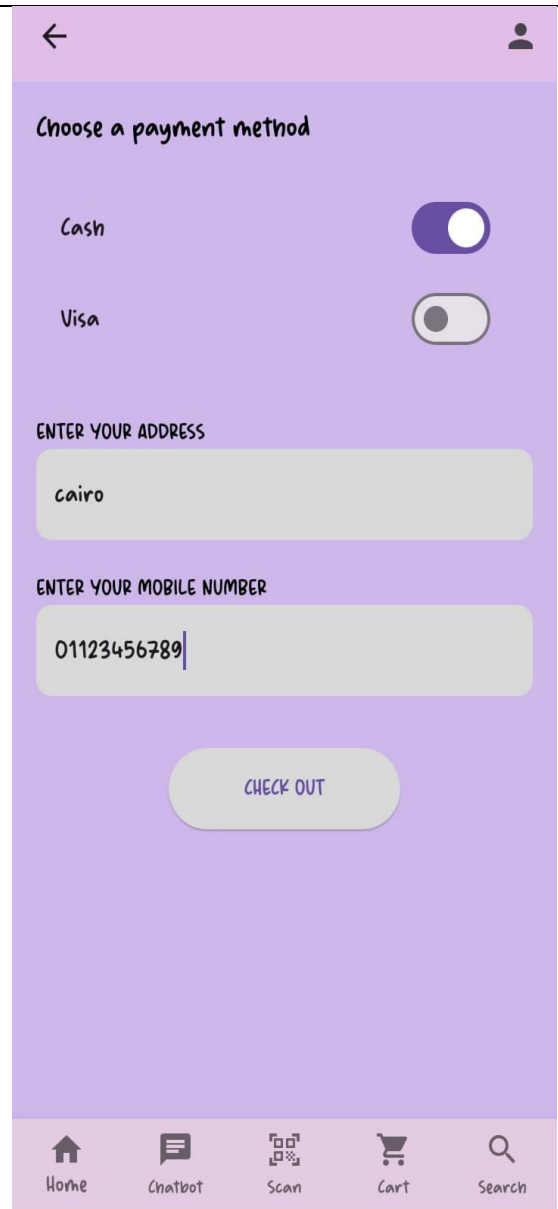 Choose a payment method
Cash
Visa
ENTER YOUR ADDRESS
cairo
ENTER YOUR MOBILE NUMBER
01123456789
CHECK OUT
Home Chatbot Scan Cart Search